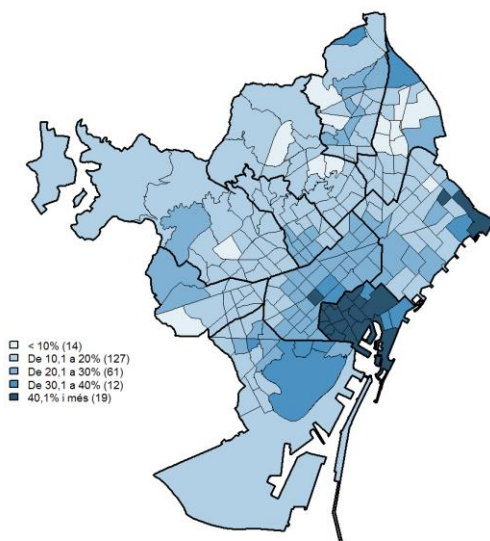 < 10% (14)
De 10,1 a 20% (127)
De 20,1 a 30% (61)
De 30,1 a 40% (12)
40,1% i més (19)